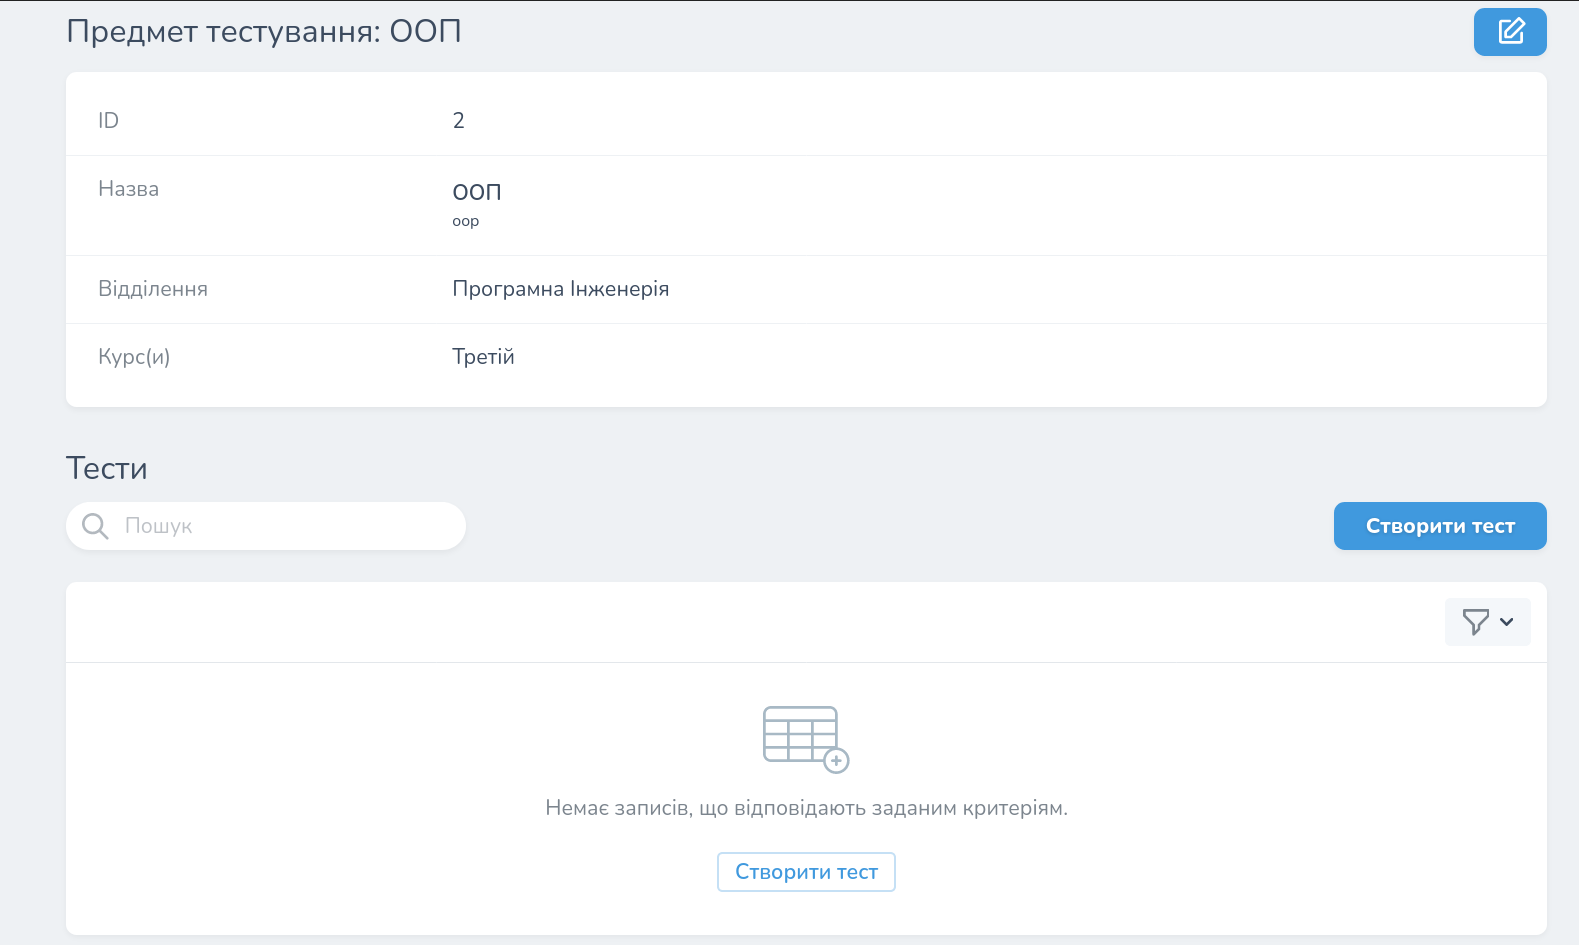 Предмет тестування: ООП
ID
2
Назва
ООП
oop
Відділення
Програмна Інженерія
Курс(и)
Третій
Тести
Пошук
Створити тест
Немає записів, що відповідають заданим критеріям.
Створити тест